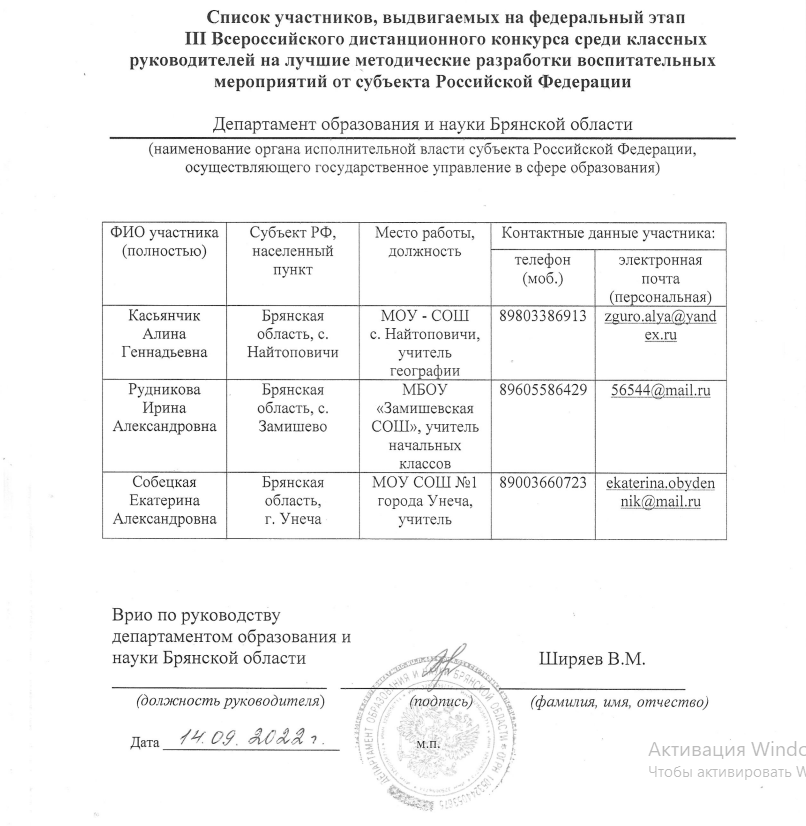 Список участников, выдвигаемых на федеральный этап
III Всероссийского дистанционного конкурса среди классных
руководителей на лучшие методические разработки воспитательных
мероприятий от субъекта Российской Федерации
Департамент образования и науки Брянской области
(наименование органа исполнительной власти субъекта Российской Федерации,
осуществляющего государственное управление в сфере образования)
ФИО участника
(полностью)
Субъект РФ,
населенный
пункт
Место работы,
должность
Контактные данные участника:
телефон
(моб.)
электронная
почта
(персональная)
Касьянчик
Алина
Геннадьевна
Брянская
область, с.
Найтоповичи
МОУ - СОШ
с. Найтоповичи,
учитель
географии
89803386913
zguro.alya@yand
ex.ru
Рудникова
Ирина
Александровна
Брянская
область, с.
Замишево
МБОУ
«Замишевская
СОШ», учитель
начальных
классов
89605586429
56544@mail.ru
Собецкая
Екатерина
Александровна
Брянская
область,
г. Унеча
МОУ СОШ №1
города Унеча,
учитель
89003660723
ekaterina.obyden
nik@mail.ru
Врио по руководству
департаментом образования и
науки Брянской области
Ширяев В.М.
(должность руководителя)
(подпись)
(фамилия, имя, отчество)
Дата 14.09.2022 г.
м.п.
ДЕПАРТАМЕНТ ОБРАЗОВАНИЯ И НАУКИ БРЯНСКОЙ ОБЛАСТИ
Активация Windo
Чтобы активировать W